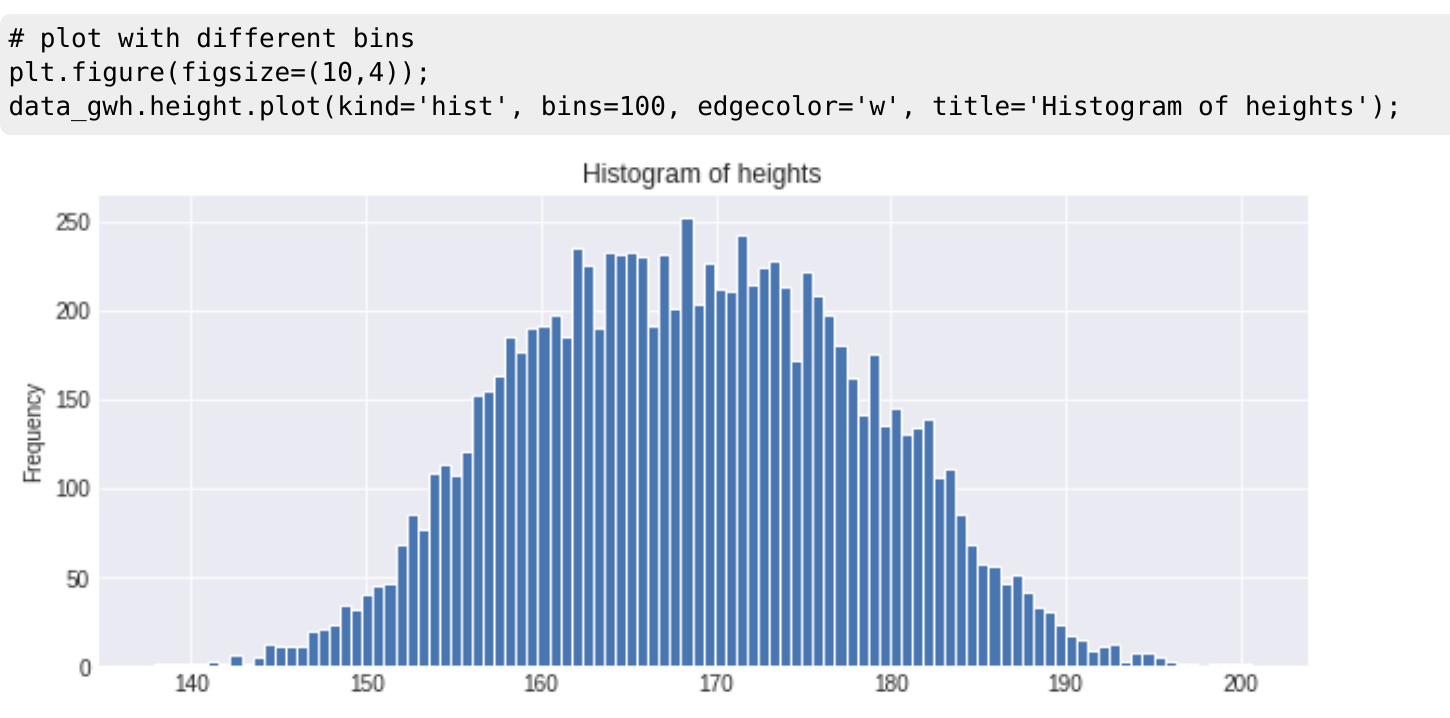 # plot with different bins
plt.figure(figsize=(10,4));
data_gwh.height.plot(kind='hist', bins=100, edgecolor='w', title='Histogram of heights');
Histogram of heights
250
200
150
100
50
0
Frequency
140 150 160 170 180 190 200